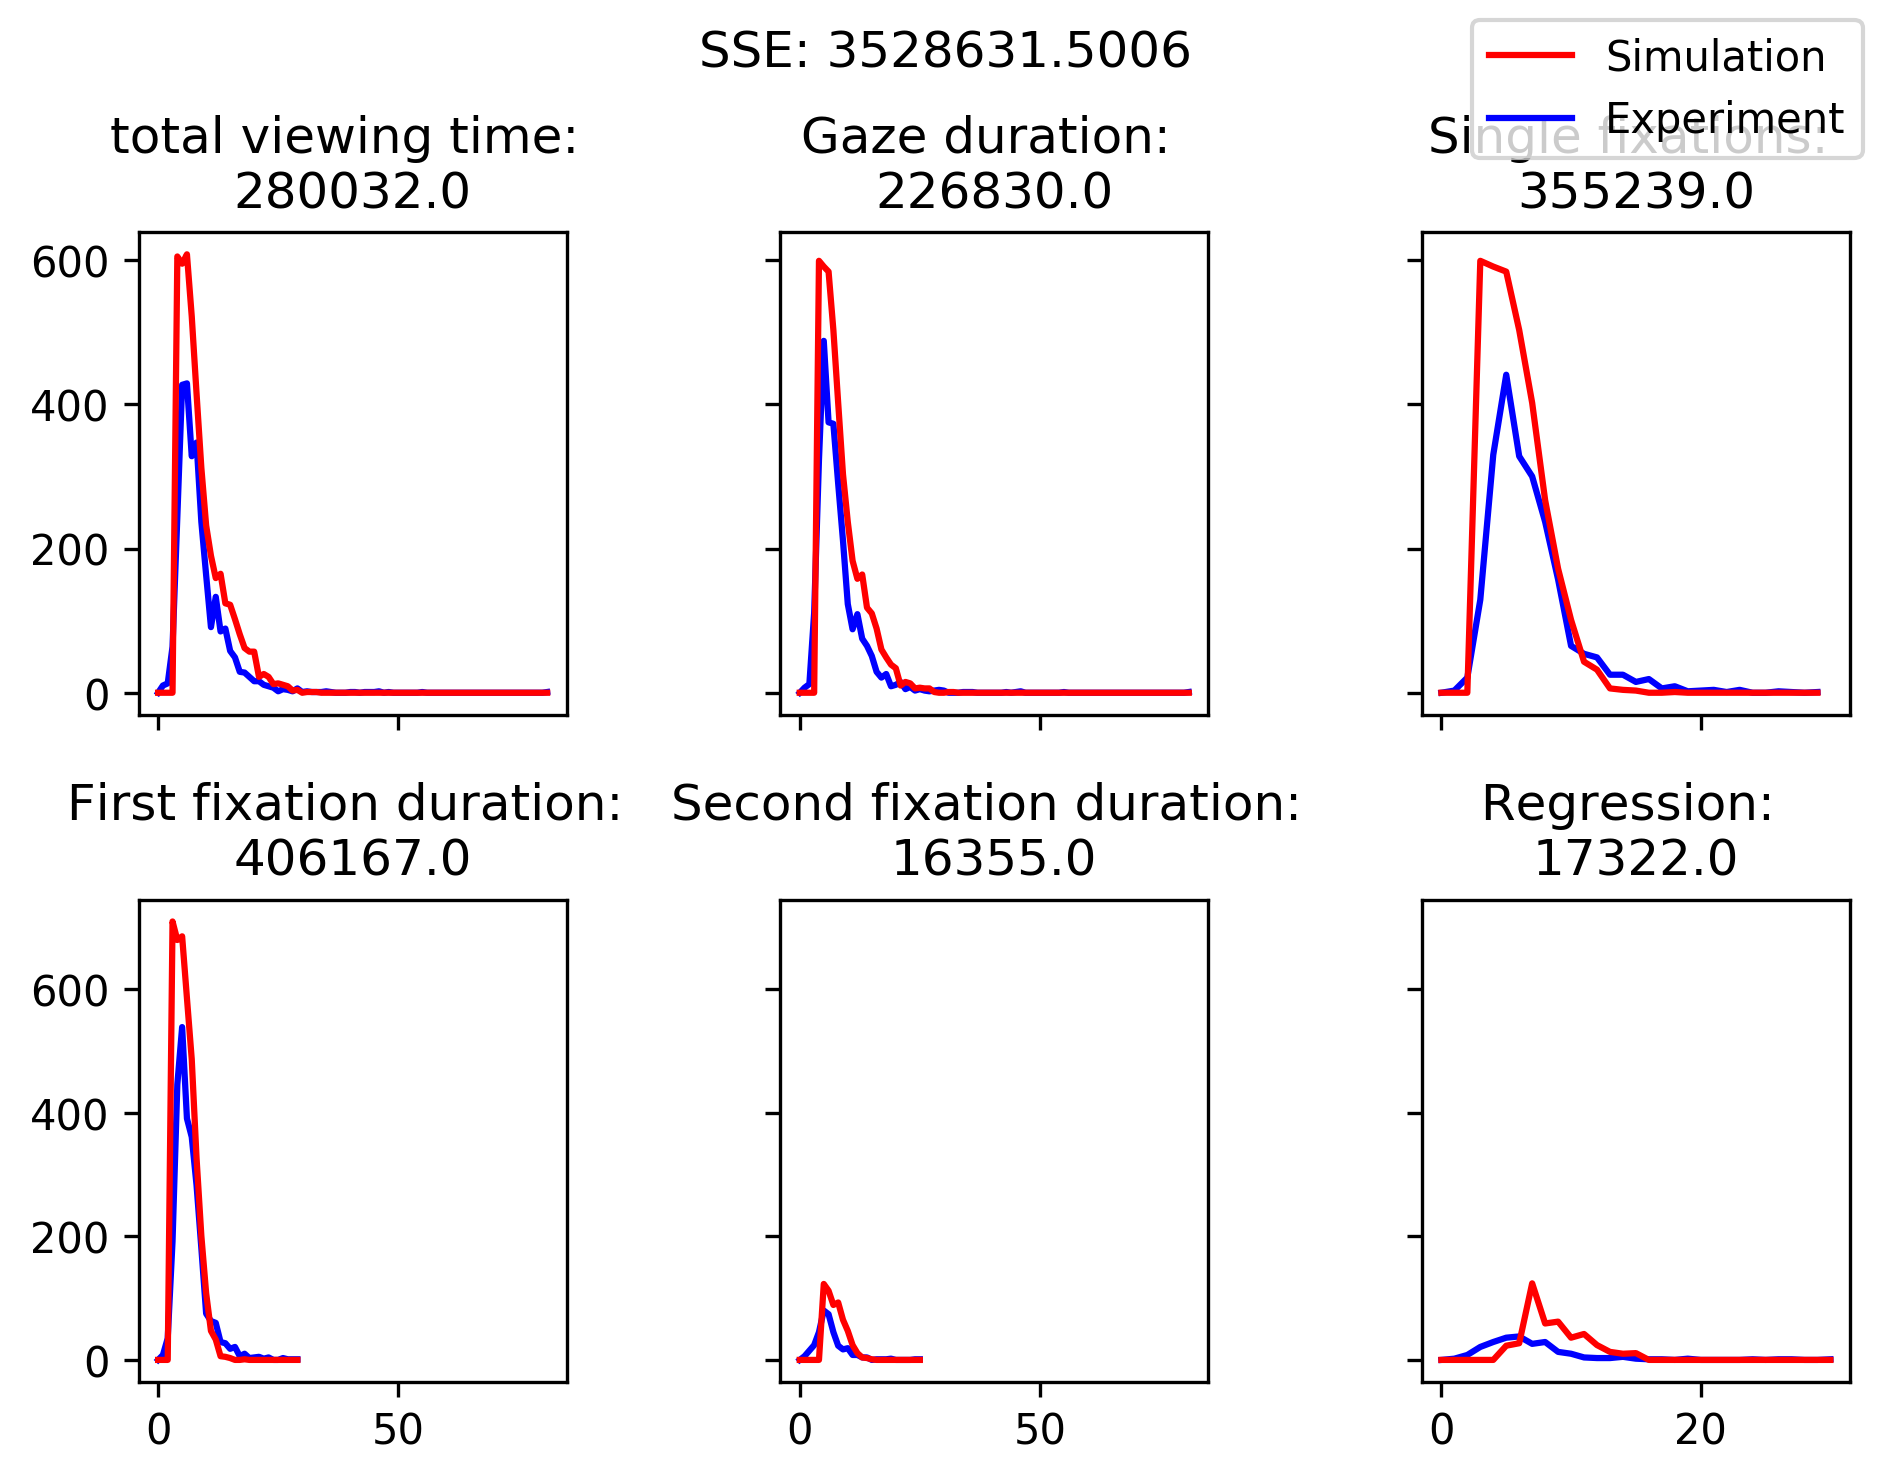 SSE: 3528631.5006
Simulation
Experiment
total viewing time:
280032.0
Gaze duration:
226830.0
Single fixations:
355239.0
600
400
200
0
First fixation duration:
406167.0
Second fixation duration:
16355.0
Regression:
17322.0
600
400
200
0
0 50
0 50
0 20